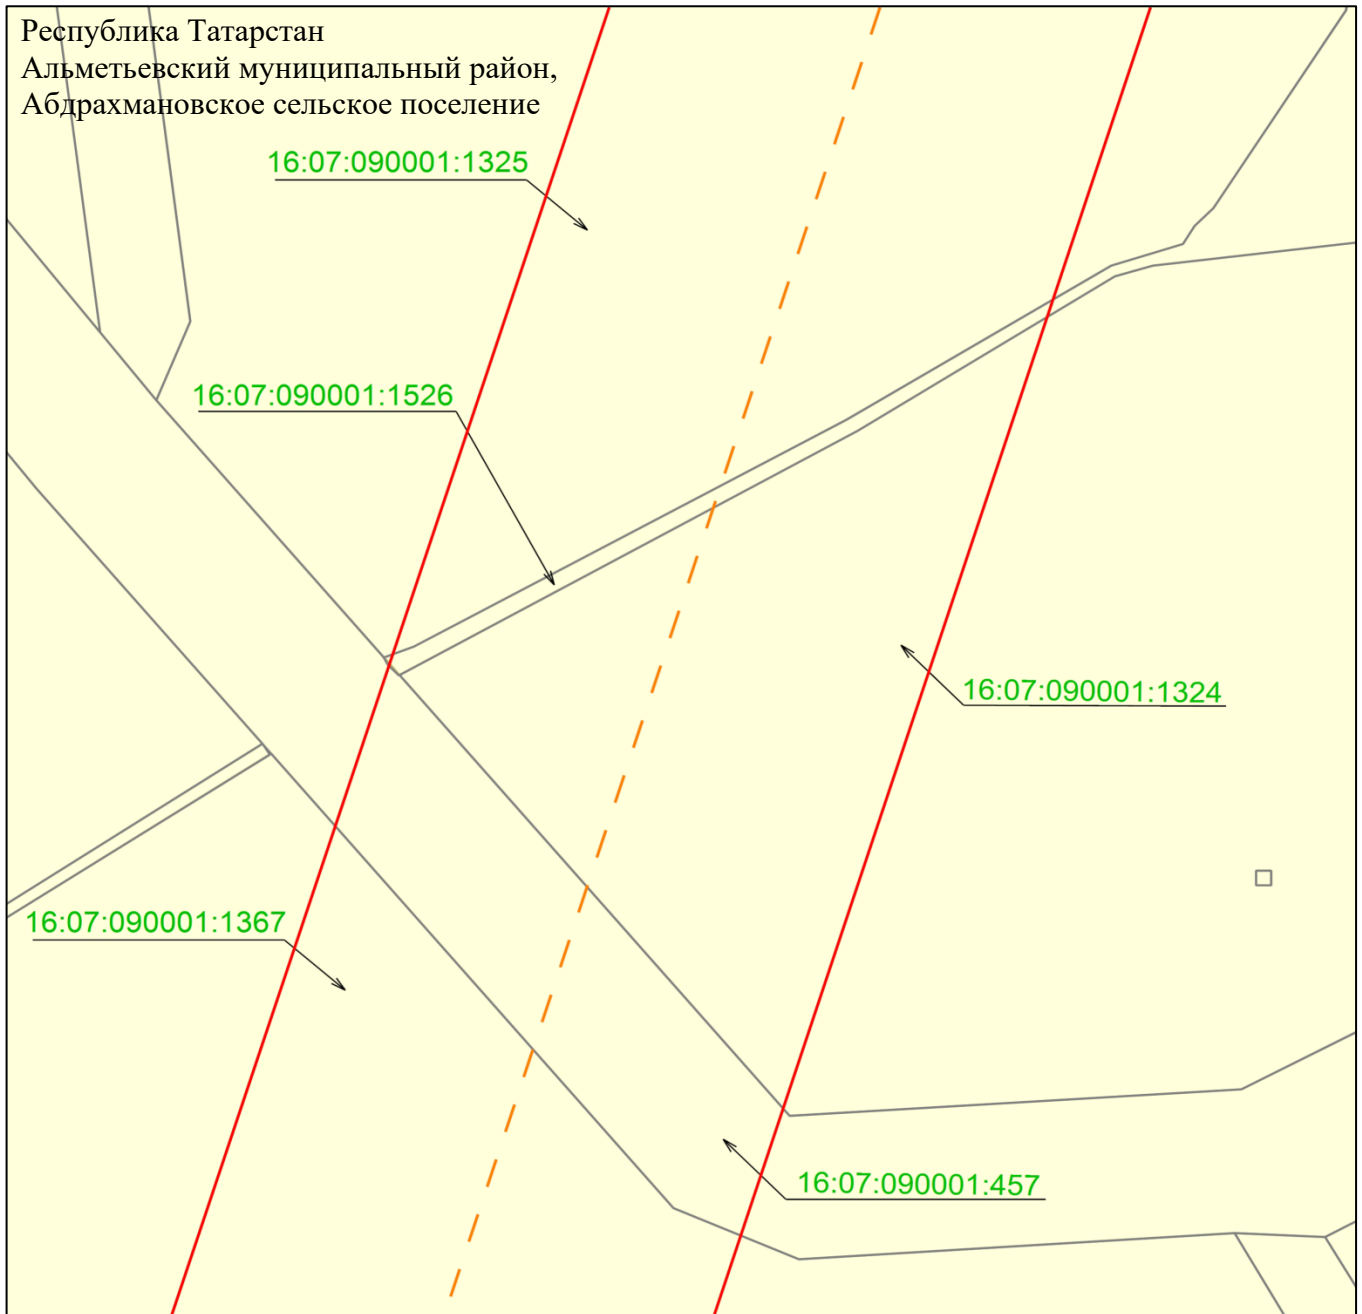 Республика Татарстан
Альметьевский муниципальный район,
Абдрахмановское сельское поселение
16:07:090001:1325
16:07:090001:1526
16:07:090001:1324
16:07:090001:1367
16:07:090001:457